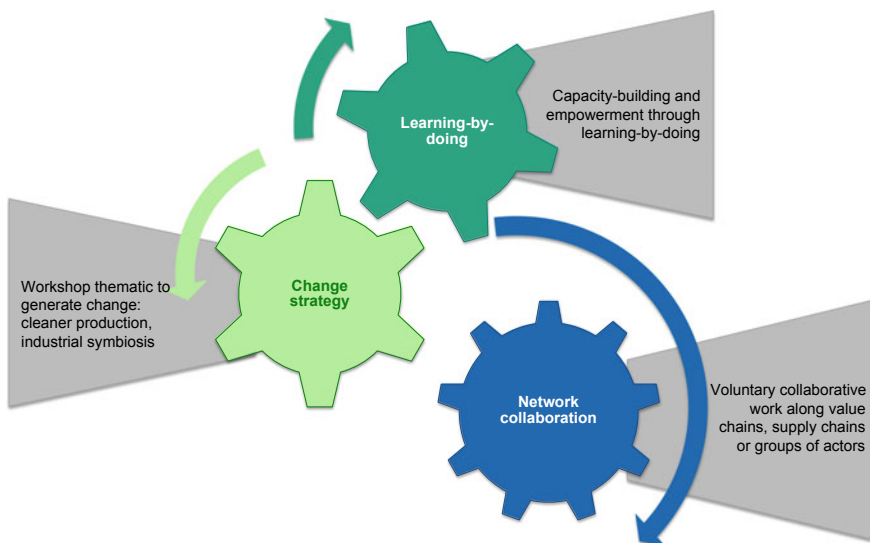 Learning-by-
doing
Capacity-building and
empowerment through
learning-by-doing
Change
strategy
Workshop thematic to
generate change:
cleaner production,
industrial symbiosis
Network
collaboration
Voluntary collaborative
work along value
chains, supply chains
or groups of actors